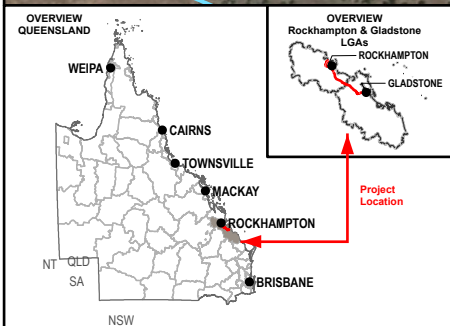 OVERVIEW
QUEENSLAND
WEIPA
CAIRNS
TOWNSVILLE
MACKAY
ROCKHAMPTON
BRISBANE
NT
QLD
SA
NSW
OVERVIEW
Rockhampton & Gladstone
LGAs
ROCKHAMPTON
GLADSTONE
Project
Location